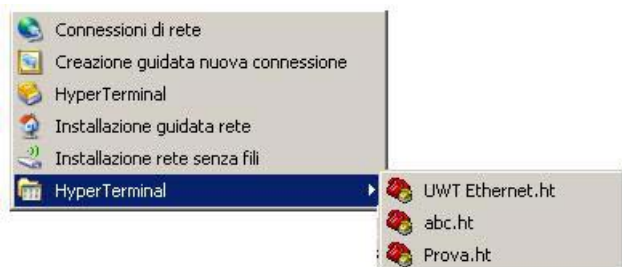 Connessioni di rete
Creazione guidata nuova connessione
HyperTerminal
Installazione guidata rete
Installazione rete senza fili
HyperTerminal
UWT Ethernet.ht
abc.ht
Prova.ht